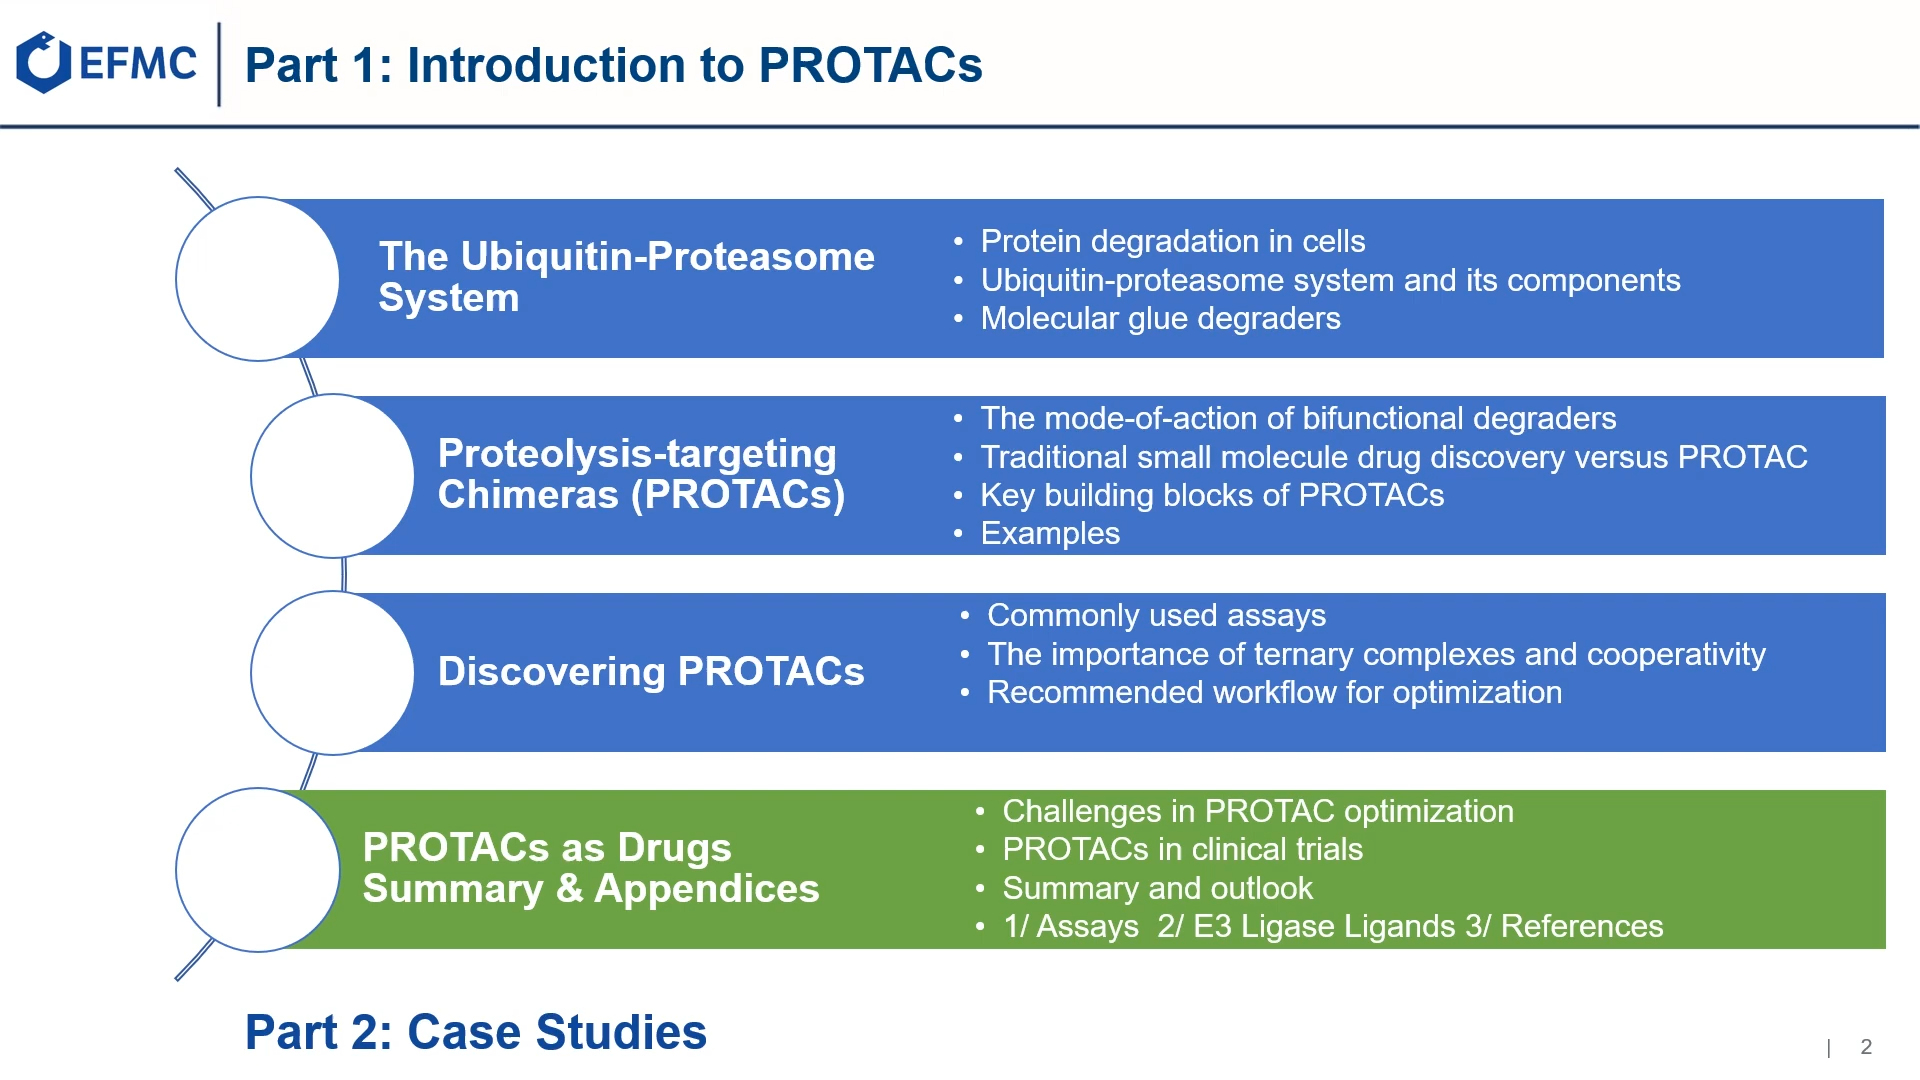 EFMC
Part 1: Introduction to PROTACs
The Ubiquitin-Proteasome
System
• Protein degradation in cells
• Ubiquitin-proteasome system and its components
• Molecular glue degraders
Proteolysis-targeting
Chimeras (PROTACs)
• The mode-of-action of bifunctional degraders
• Traditional small molecule drug discovery versus PROTAC
• Key building blocks of PROTACs
• Examples
Discovering PROTACs
• Commonly used assays
• The importance of ternary complexes and cooperativity
• Recommended workflow for optimization
PROTACs as Drugs
Summary & Appendices
• Challenges in PROTAC optimization
• PROTACs in clinical trials
• Summary and outlook
• 1/ Assays  2/ E3 Ligase Ligands 3/ References
Part 2: Case Studies
| 2